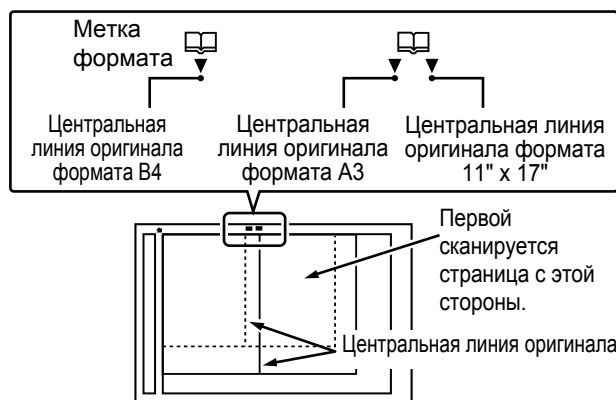 Метка
формата
Центральная
линия оригинала
формата B4
Центральная
линия оригинала
формата A3
Центральная линия
оригинала формата
11" x 17"
Первой
сканируется
страница с этой
стороны.
Центральная линия оригинала